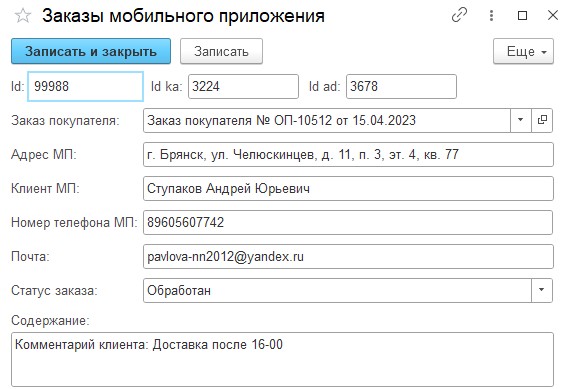 Заказы мобильного приложения
Записать и закрыть Записать Еще
Id: 99988 Id ka: 3224 Id ad: 3678
Заказ покупателя: Заказ покупателя № ОП-10512 от 15.04.2023
Адрес МП: г. Брянск, ул. Челюскинцев, д. 11, п. 3, эт. 4, кв. 77
Клиент МП: Ступаков Андрей Юрьевич
Номер телефона МП: 89605607742
Почта: pavlova-nn2012@yandex.ru
Статус заказа: Обработан
Содержание:
Комментарий клиента: Доставка после 16-00